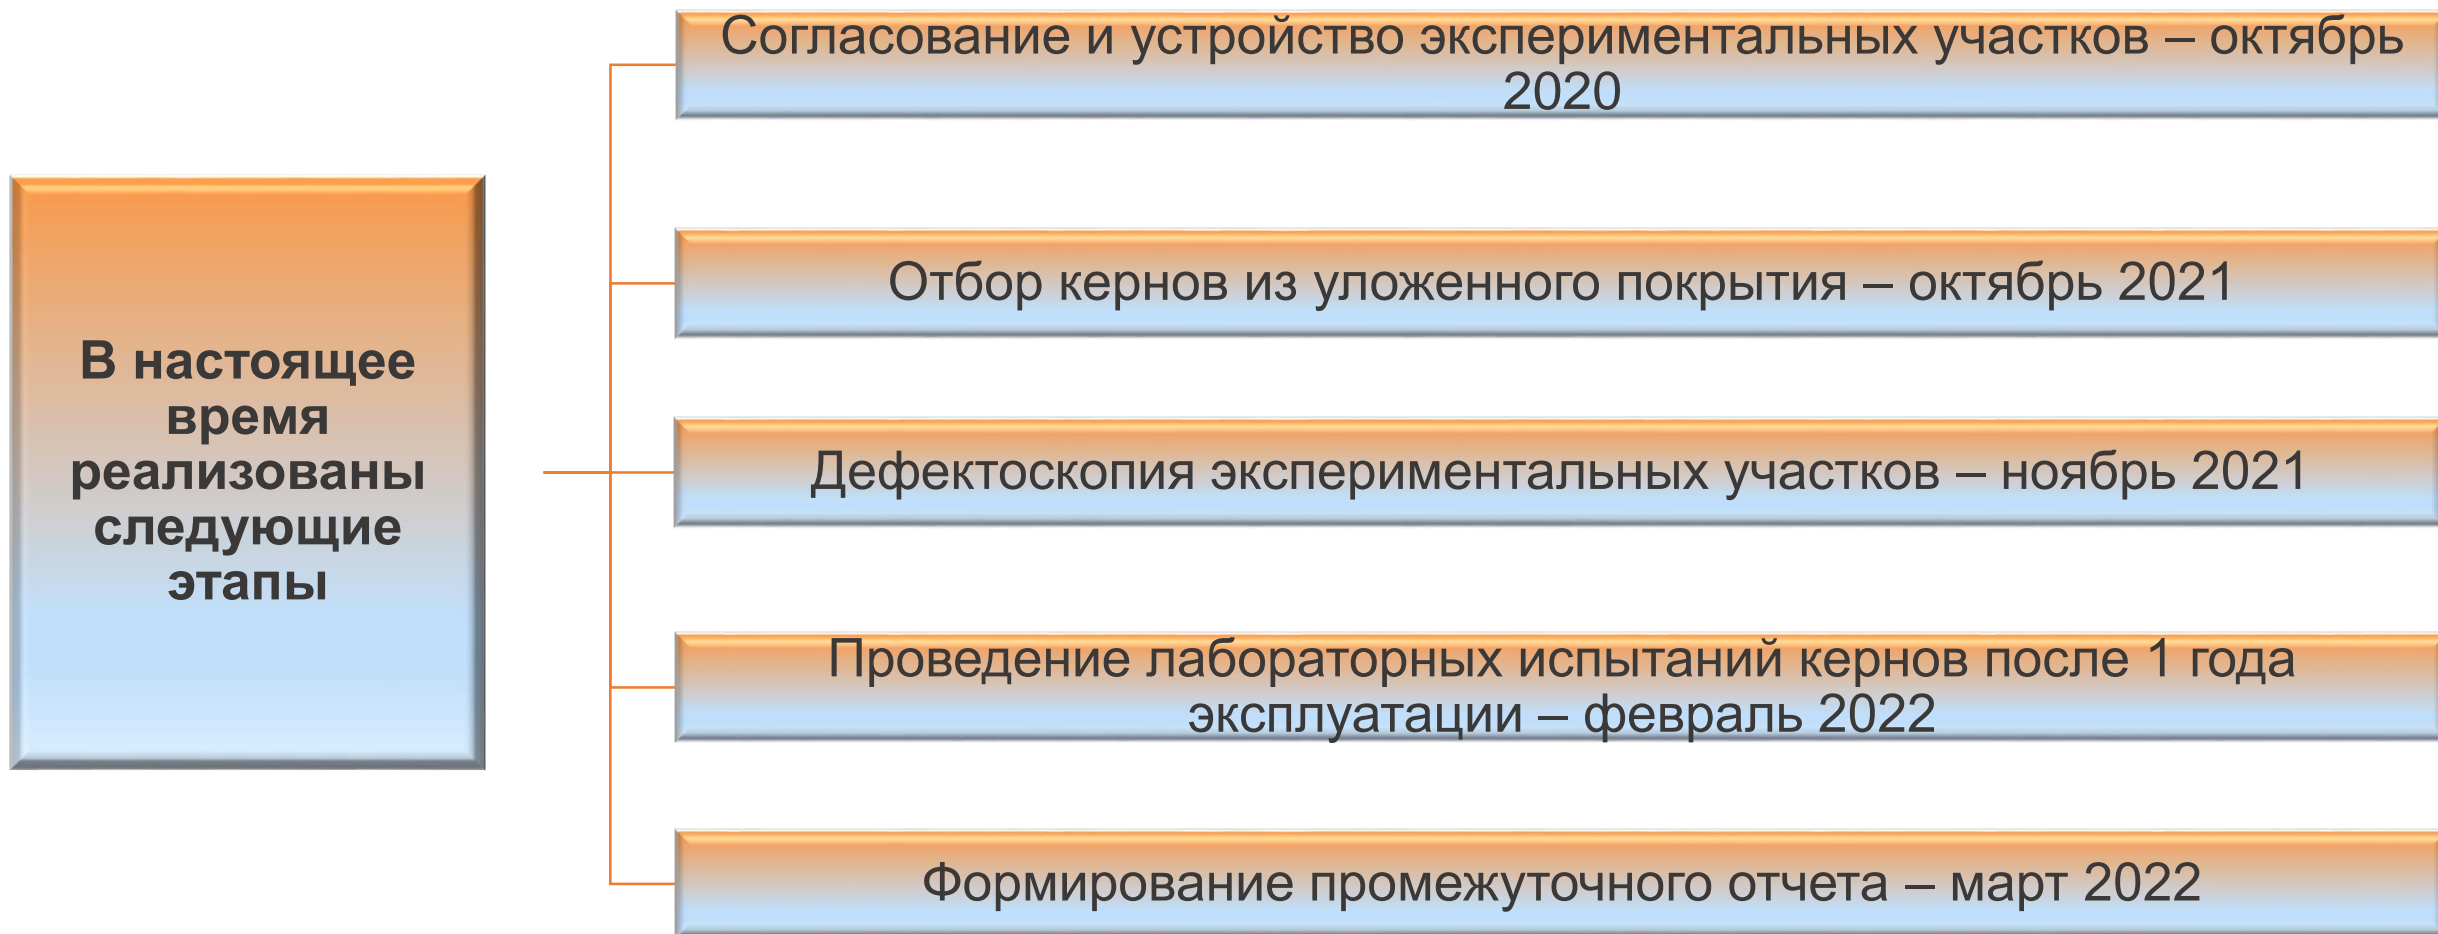 В настоящее
время
реализованы
следующие
этапы
Согласование и устройство экспериментальных участков – октябрь
2020
Отбор кернов из уложенного покрытия – октябрь 2021
Дефектоскопия экспериментальных участков – ноябрь 2021
Проведение лабораторных испытаний кернов после 1 года
эксплуатации – февраль 2022
Формирование промежуточного отчета – март 2022